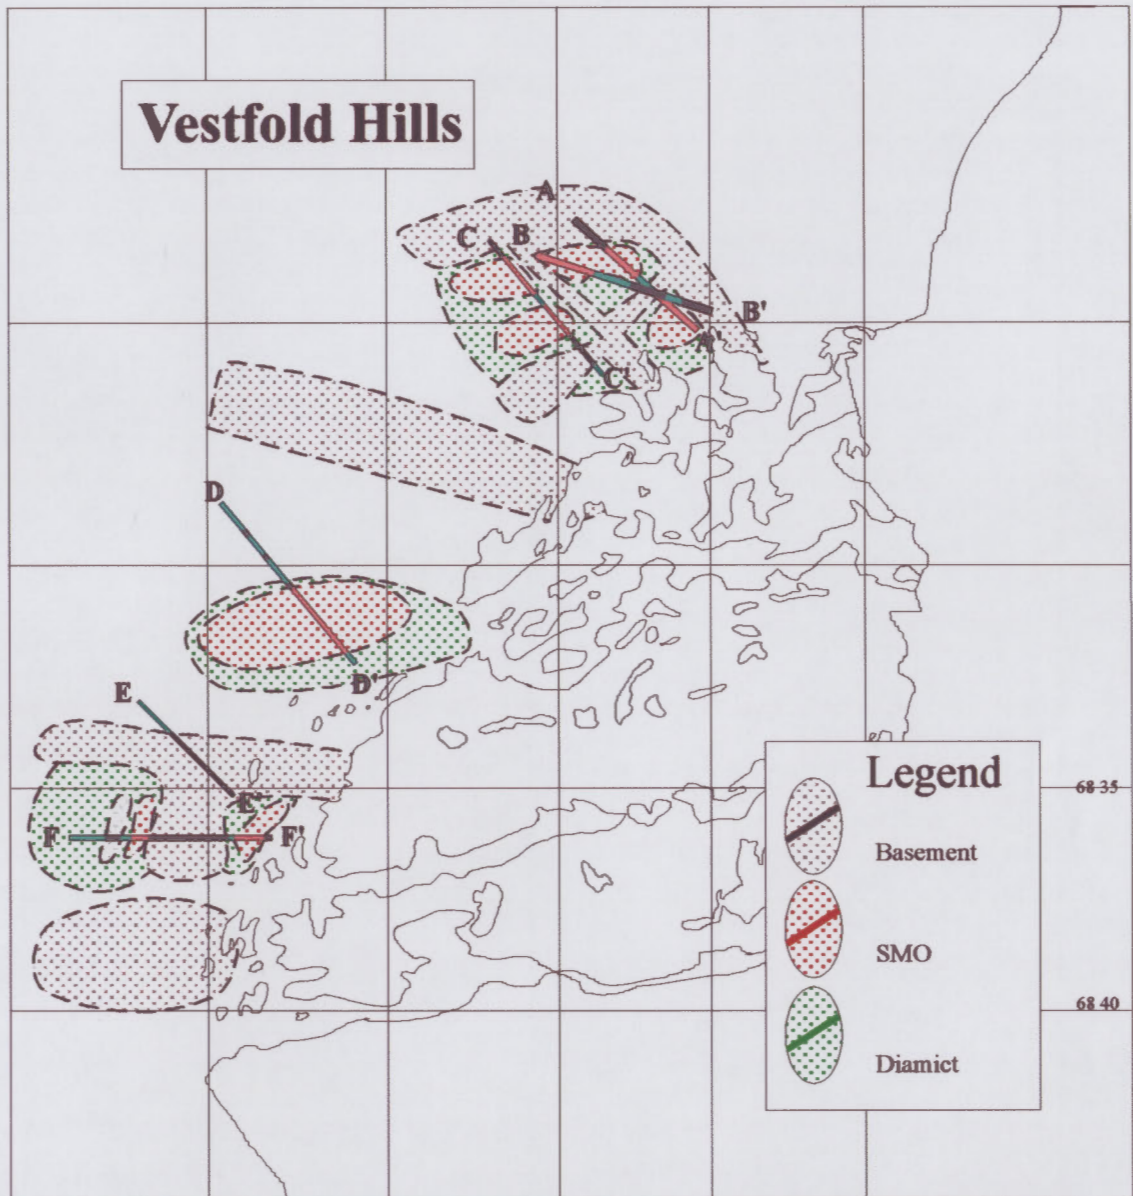 Vestfold Hills
A
C
B
B'
A'
C'
D
D'
E
E'
F
F'
Legend
68 35
Basement
SMO
68 40
Diamict